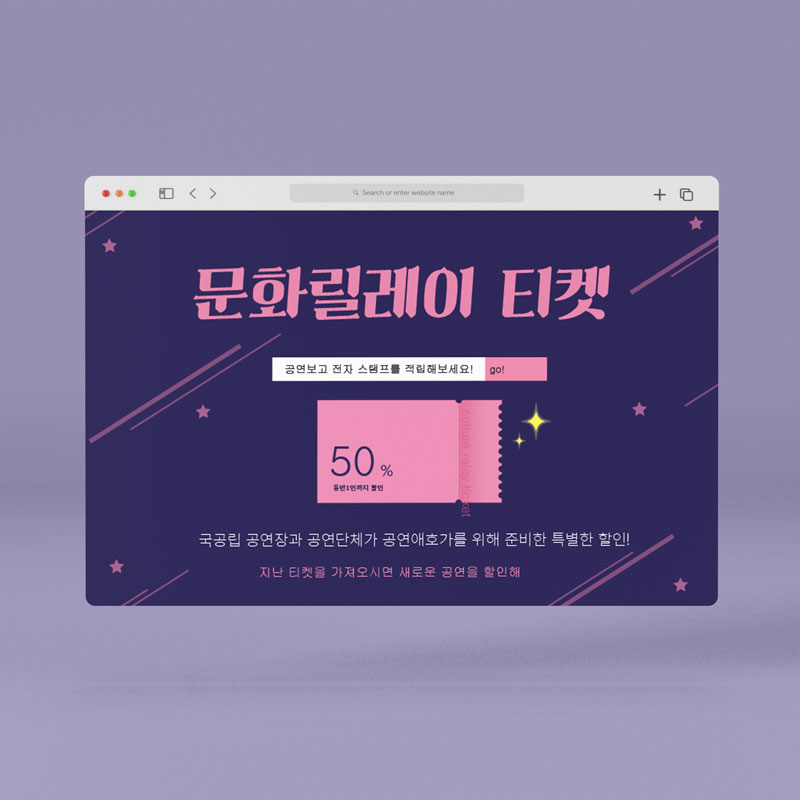 Search or enter website name
문화릴레이 티켓
공연보고 전자 스탬프를 적립해보세요! go!
culture relay ticket
50 %
동반1인까지 할인
국공립 공연장과 공연단체가 공연애호가를 위해 준비한 특별한 할인!
지난 티켓을 가져오시면 새로운 공연을 할인해